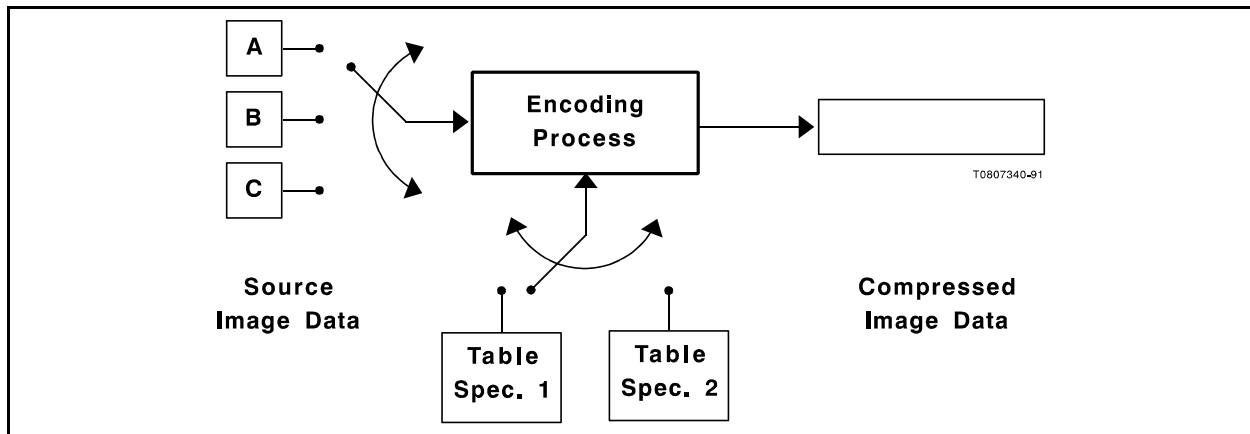 A
B
C
Encoding
Process
T0807340-91
Source
Image Data
Compressed
Image Data
Table
Spec. 1
Table
Spec. 2